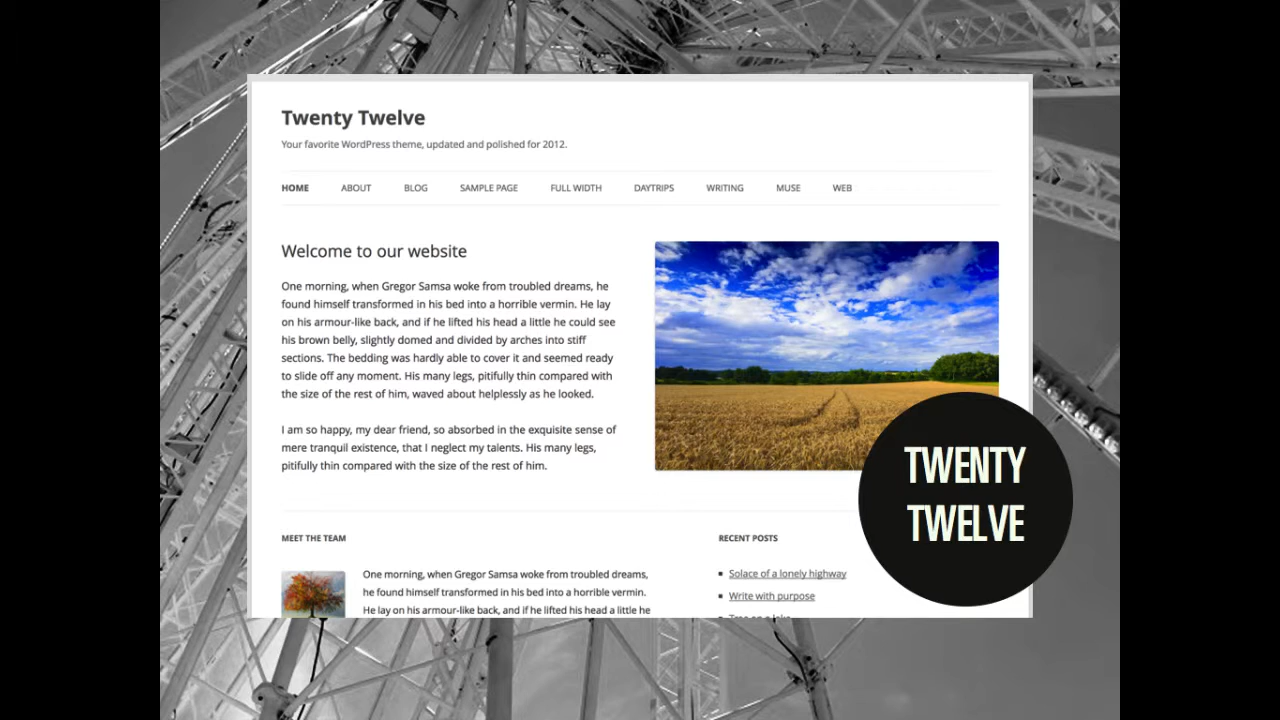 Twenty Twelve
Your favorite WordPress theme, updated and polished for 2012.
HOME ABOUT BLOG SAMPLE PAGE FULL WIDTH DAYTRIPS WRITING MUSE WEB
Welcome to our website
One morning, when Gregor Samsa woke from troubled dreams, he
found himself transformed in his bed into a horrible vermin. He lay
on his armour-like back, and if he lifted his head a little he could see
his brown belly, slightly domed and divided by arches into stiff
sections. The bedding was hardly able to cover it and seemed ready
to slide off any moment. His many legs, pitifully thin compared with
the size of the rest of him, waved about helplessly as he looked.
I am so happy, my dear friend, so absorbed in the exquisite sense of
mere tranquil existence, that I neglect my talents. His many legs,
pitifully thin compared with the size of the rest of him.
TWENTY
TWELVE
MEET THE TEAM
One morning, when Gregor Samsa woke from troubled dreams,
he found himself transformed in his bed into a horrible vermin.
He lay on his armour-like back, and if he lifted his head a little he
RECENT POSTS
Solace of a lonely highway
Write with purpose